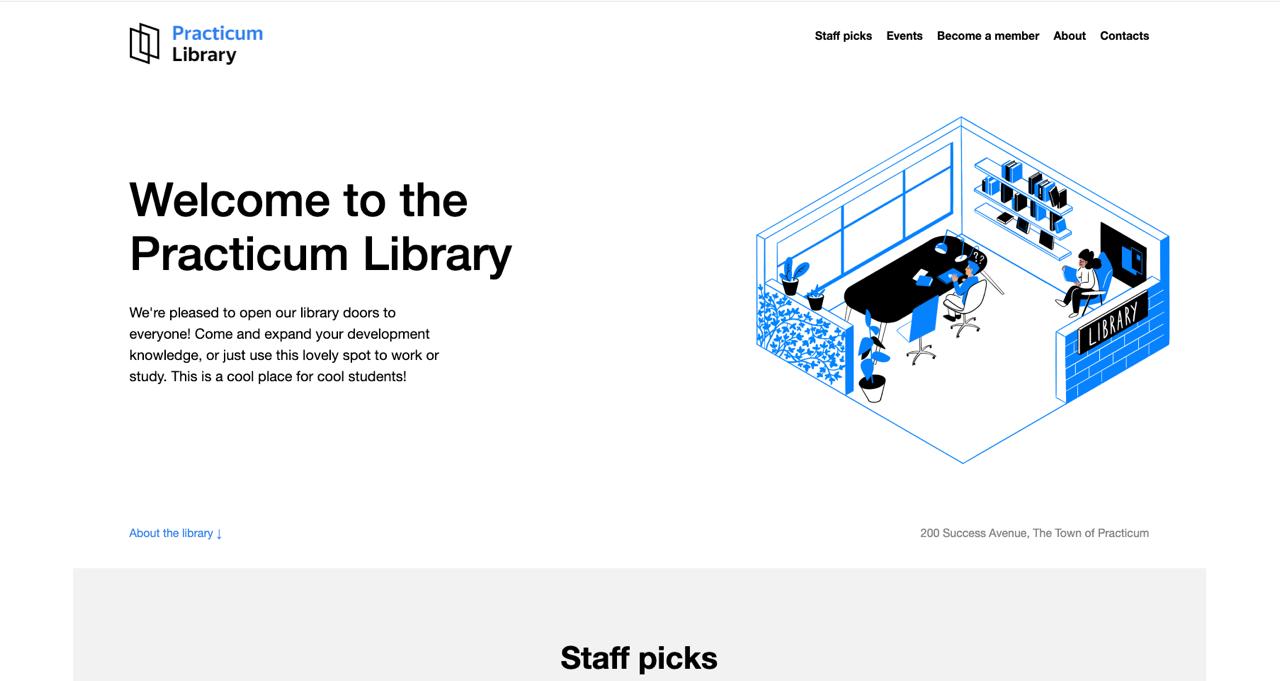 Practicum
Library
Staff picks Events Become a member About Contacts
Welcome to the
Practicum Library
We're pleased to open our library doors to
everyone! Come and expand your development
knowledge, or just use this lovely spot to work or
study. This is a cool place for cool students!
??
LIBRARY
About the library ↓
200 Success Avenue, The Town of Practicum
Staff picks